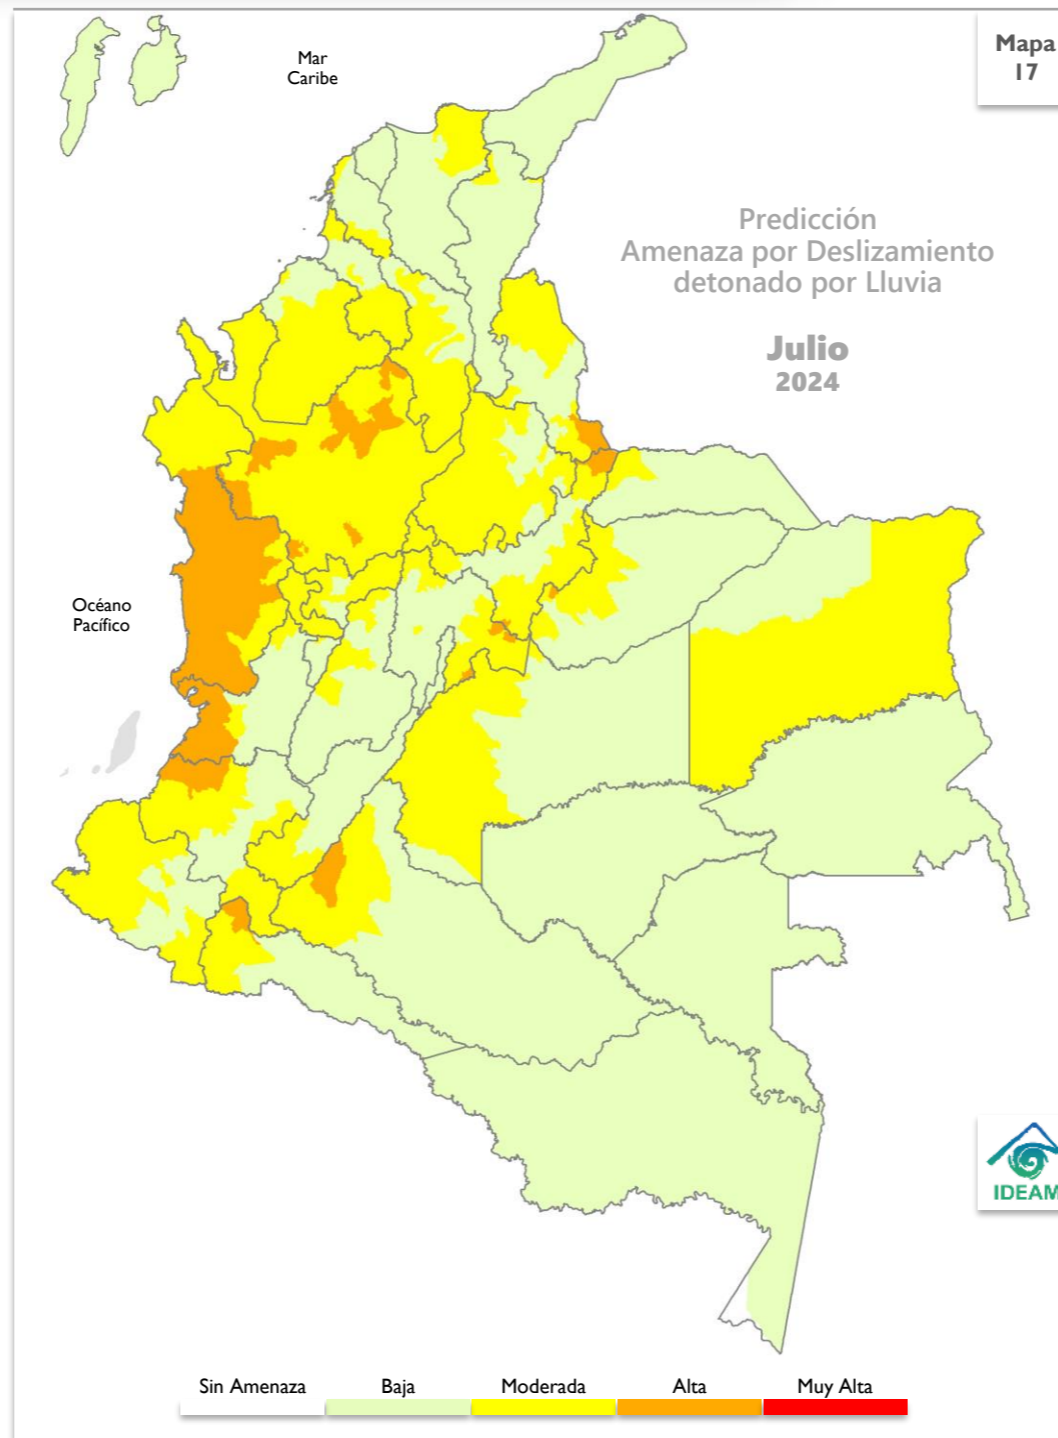 Mapa
17
Mar
Caribe
Predicción
Amenaza por Deslizamiento
detonado por Lluvia
Julio
2024
Océano
Pacífico
IDEAM
Sin Amenaza
Baja
Moderada
Alta
Muy Alta